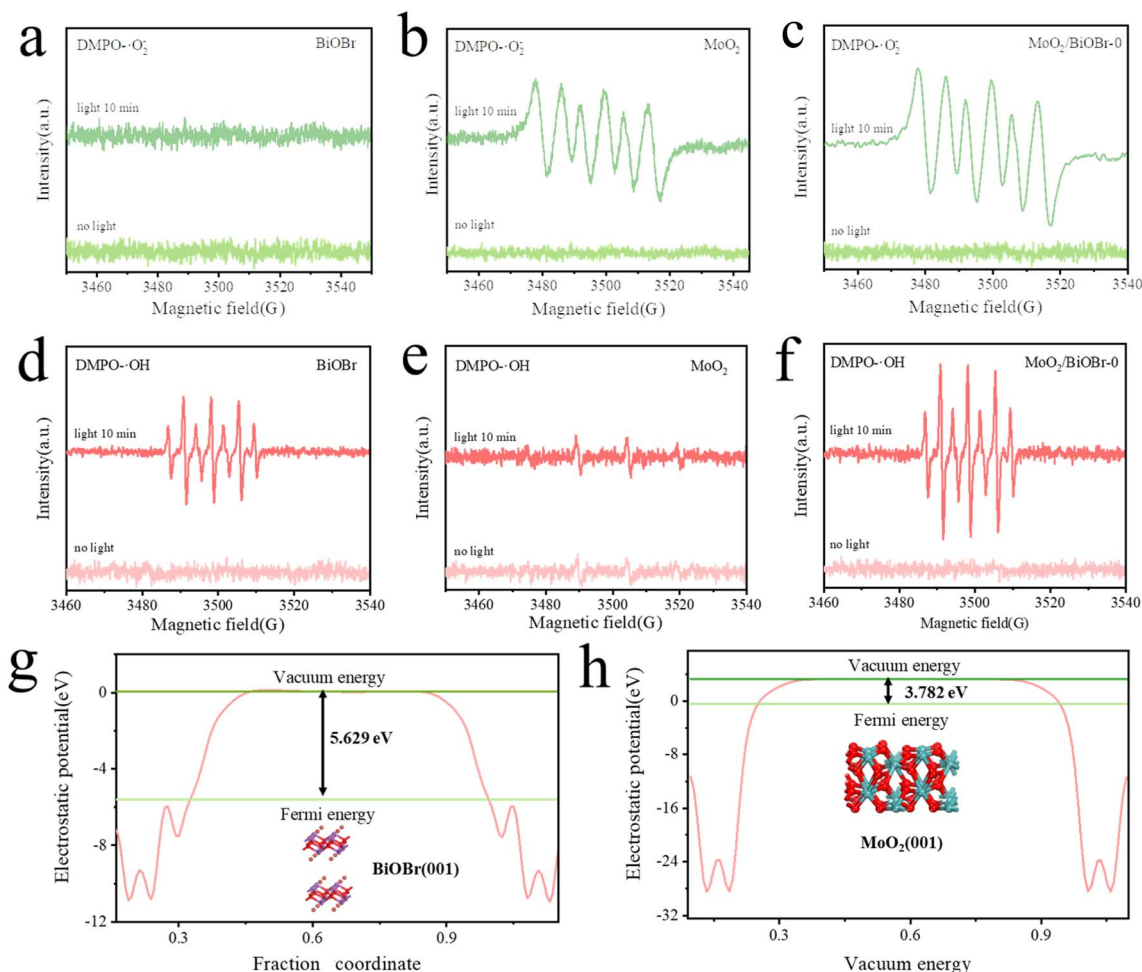 a
DMPO-·O₂⁻
BiOBr
light 10 min
no light
Intensity(a.u.)
3460 3480 3500 3520 3540
Magnetic field(G)
b
DMPO-·O₂⁻
MoO₂
light 10 min
no light
Intensity(a.u.)
3460 3480 3500 3520 3540
Magnetic field(G)
c
DMPO-·O₂⁻
MoO₂/BiOBr-0
light 10 min
no light
Intensity(a.u.)
3460 3480 3500 3520 3540
Magnetic field(G)
d
DMPO-·OH
BiOBr
light 10 min
no light
Intensity(a.u.)
3460 3480 3500 3520 3540
Magnetic field(G)
e
DMPO-·OH
MoO₂
light 10 min
no light
Intensity(a.u.)
3460 3480 3500 3520 3540
Magnetic field(G)
f
DMPO-·OH
MoO₂/BiOBr-0
light 10 min
no light
Intensity(a.u.)
3460 3480 3500 3520 3540
Magnetic field(G)
g
Electrostatic potential(eV)
0
-4
-8
-12
Vacuum energy
5.629 eV
Fermi energy
BiOBr(001)
0.3 0.6 0.9
Fraction coordinate
h
Electrostatic potential(eV)
0
-8
-16
-24
-32
Vacuum energy
3.782 eV
Fermi energy
MoO₂(001)
0.3 0.6 0.9
Vacuum energy